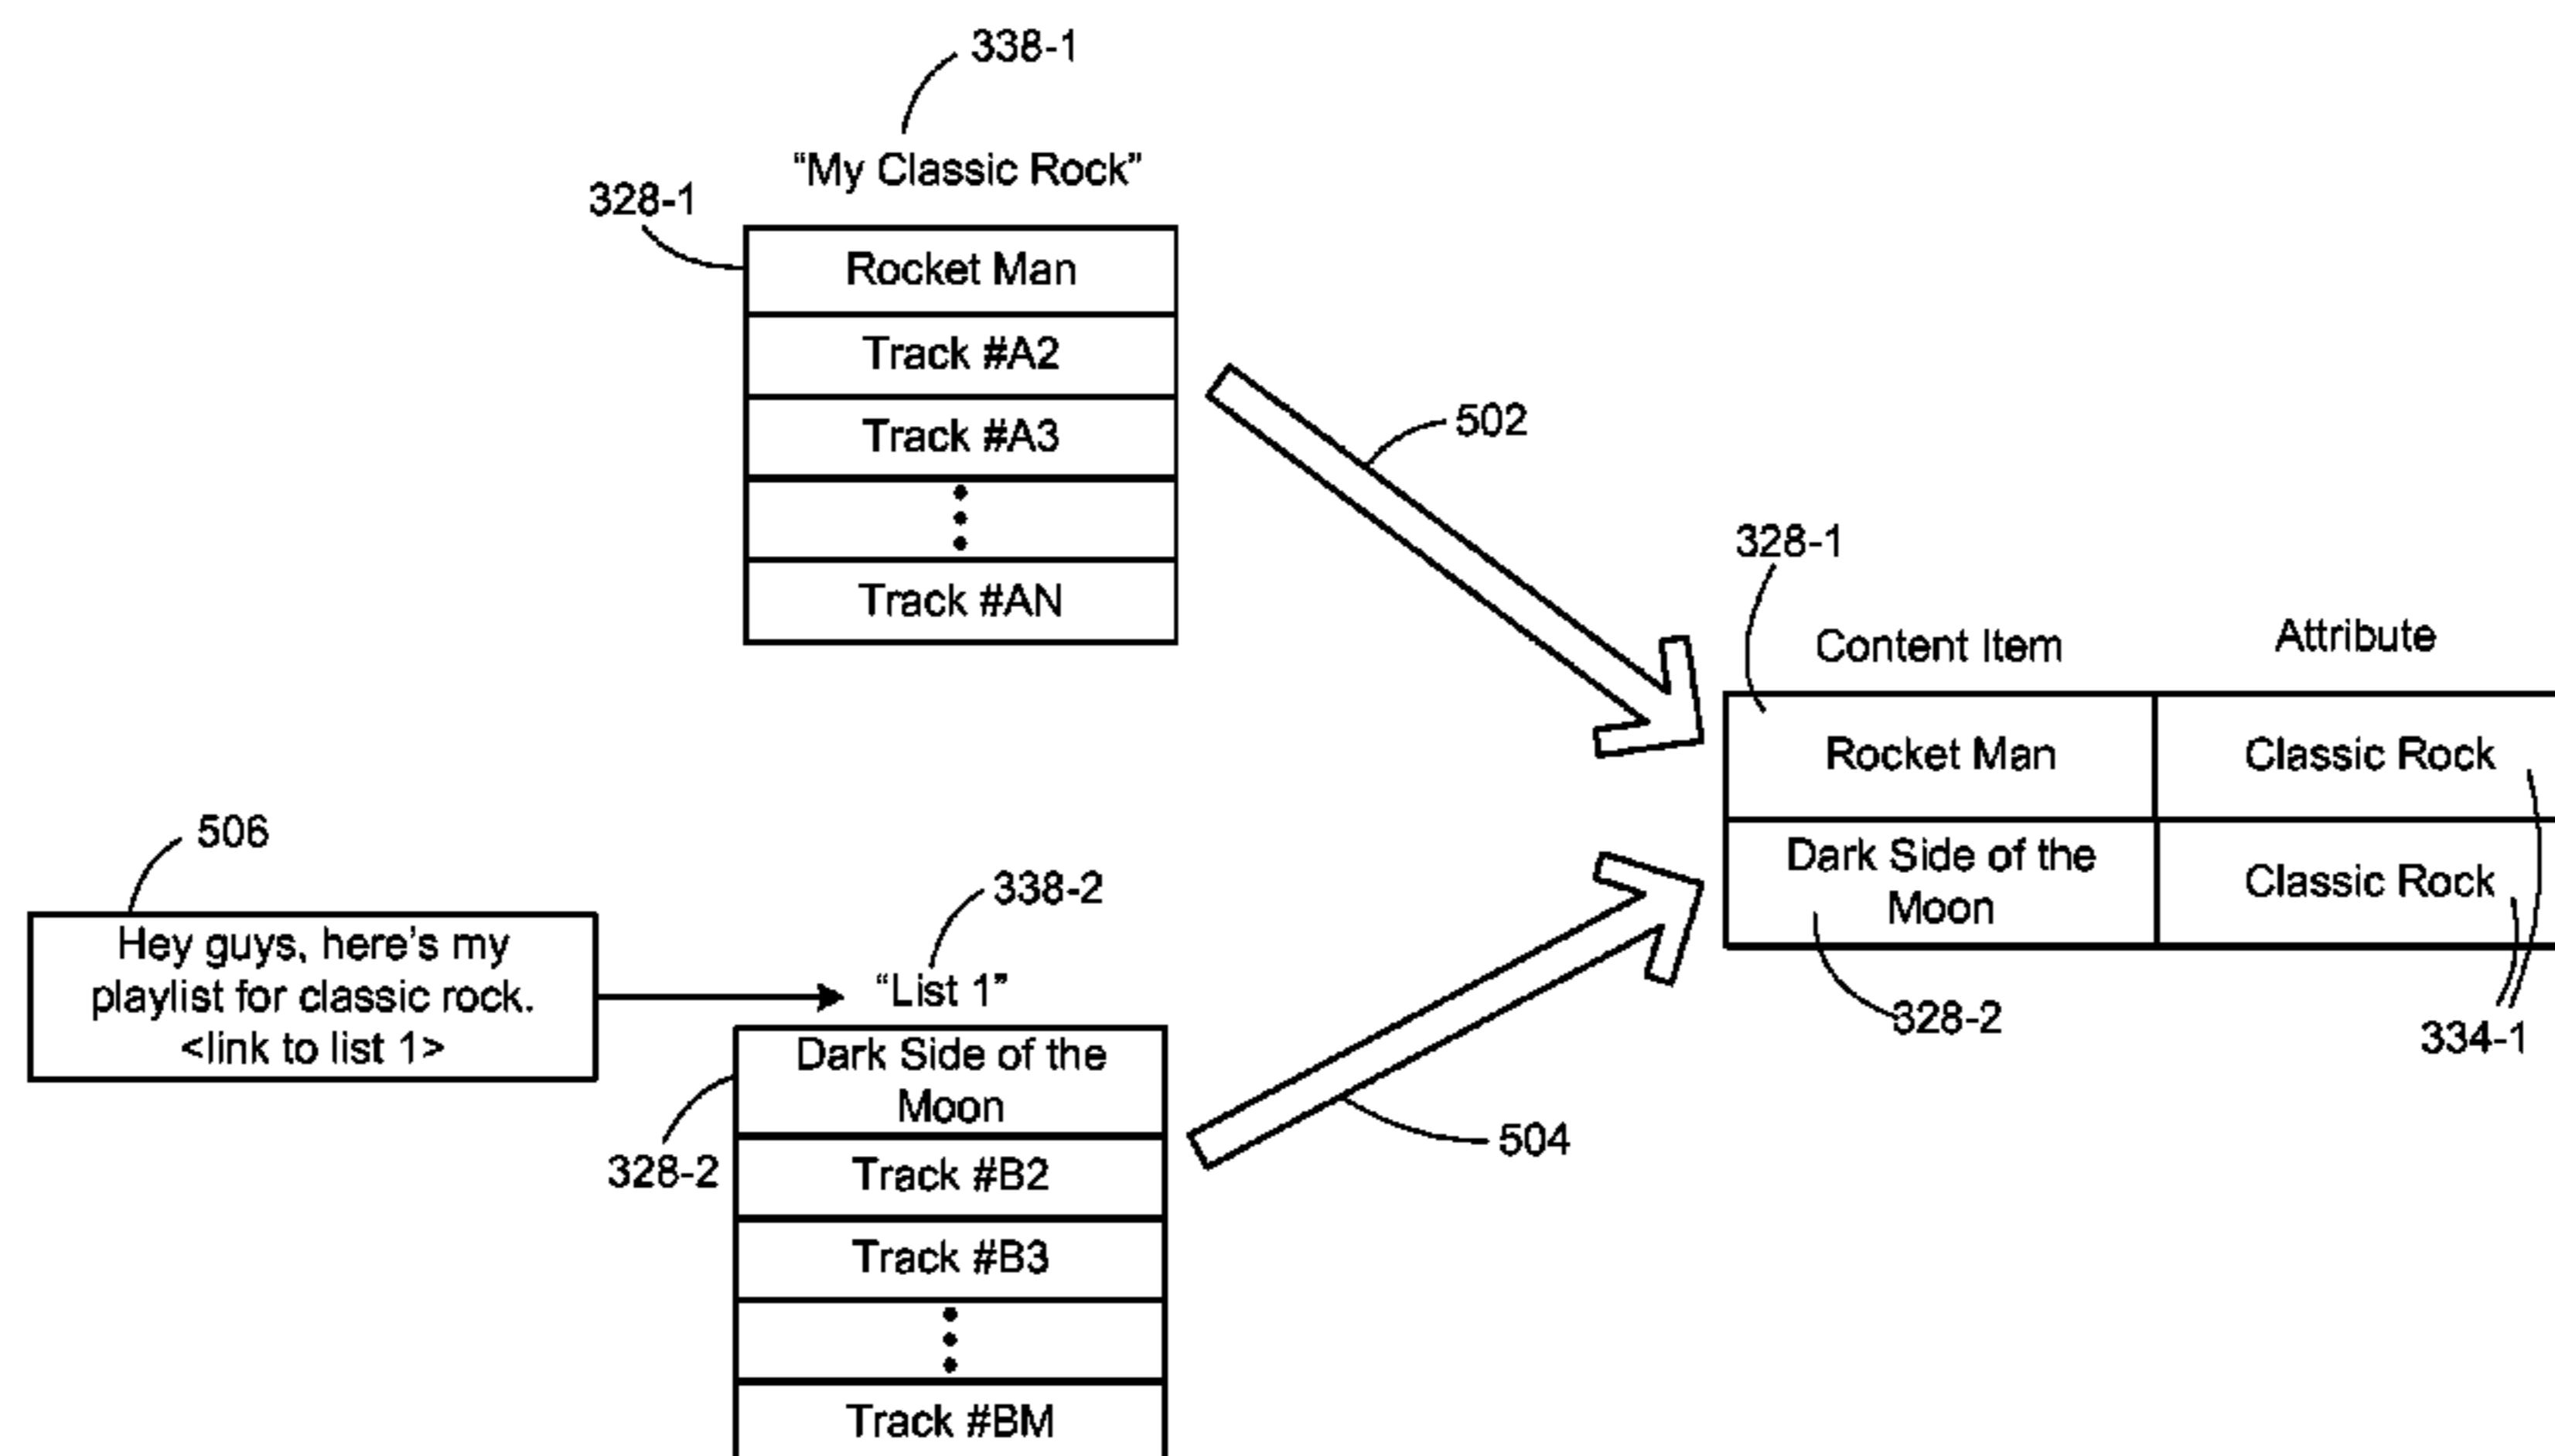 338-1
“My Classic Rock”
328-1
Rocket Man
Track #A2
Track #A3
Track #AN
502
328-1
Content Item
Attribute
Rocket Man
Classic Rock
Dark Side of the
Moon
Classic Rock
328-2
334-1
506
Hey guys, here’s my
playlist for classic rock.
<link to list 1>
338-2
“List 1”
Dark Side of the
Moon
328-2
Track #B2
Track #B3
Track #BM
504